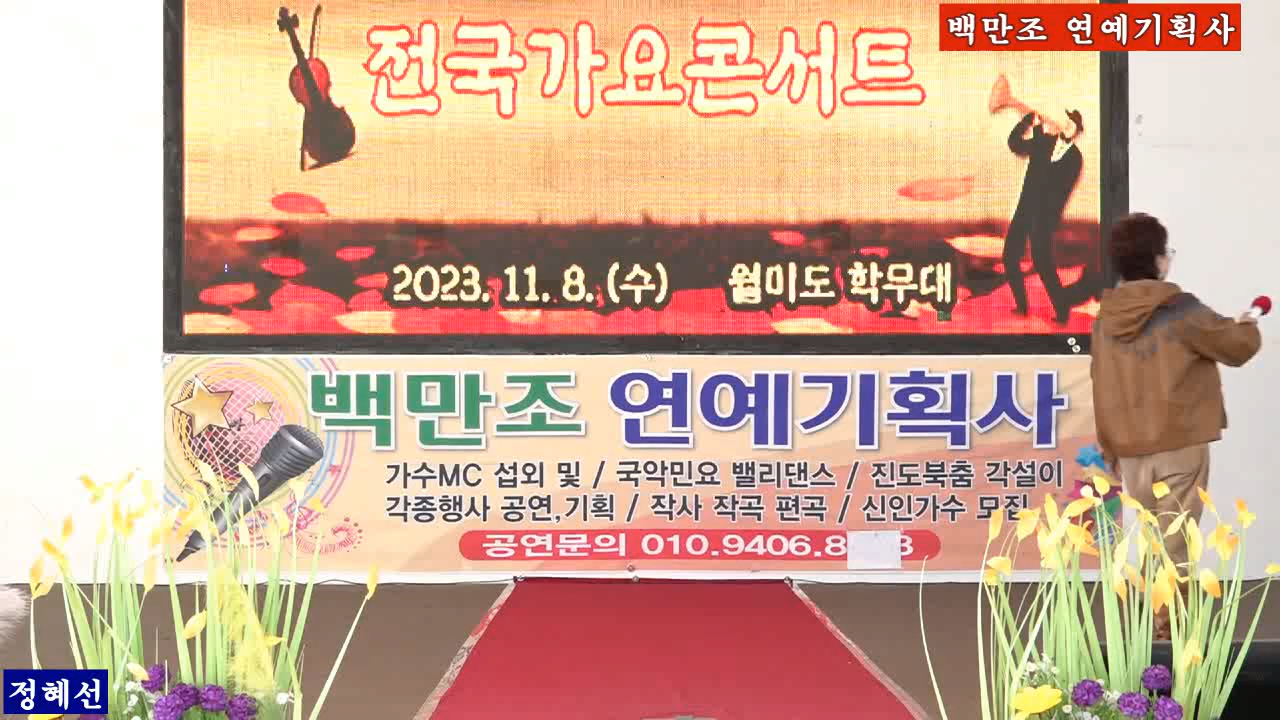 백만조 연예기획사
전국가요콘서트
2023. 11. 8. (수) 월미도 학무대
백만조 연예기획사
가수MC 섭외 및 / 국악민요 밸리댄스 / 진도북춤 각설이
각종행사 공연,기획 / 작사 작곡 편곡 / 신인가수 모집
공연문의
정혜선